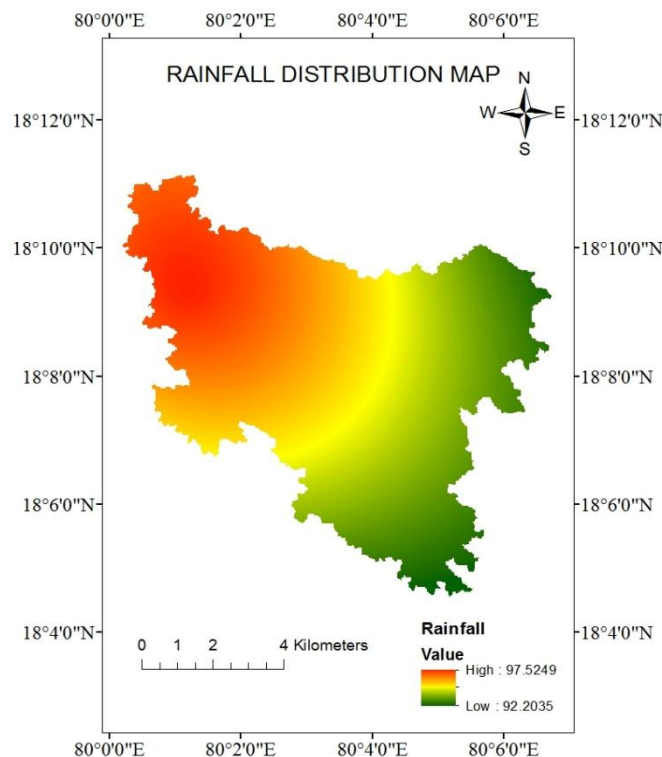 80°0'0"E 80°2'0"E 80°4'0"E 80°6'0"E
RAINFALL DISTRIBUTION MAP
N
W E
S
18°12'0"N 18°12'0"N
18°10'0"N 18°10'0"N
18°8'0"N 18°8'0"N
18°6'0"N 18°6'0"N
18°4'0"N 18°4'0"N
0 1 2 4 Kilometers
Rainfall
Value
High : 97.5249
Low : 92.2035
80°0'0"E 80°2'0"E 80°4'0"E 80°6'0"E